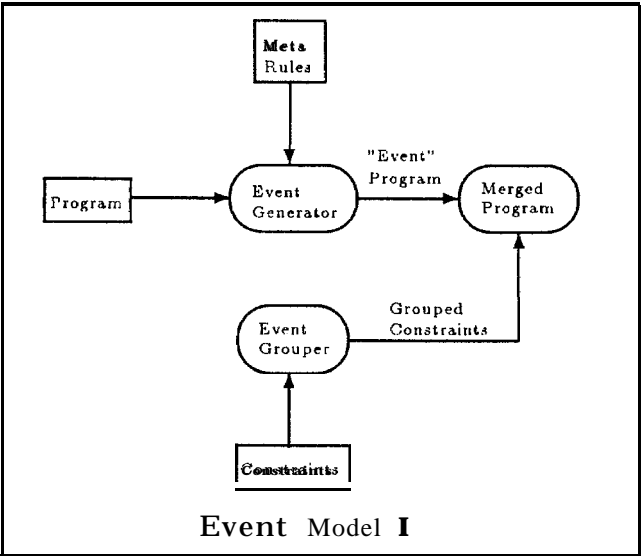 Meta
Rules
"Event"
Program
Program
Event
Generator
Merged
Program
Grouped
Constraints
Event
Grouper
Constraints
Event Model I